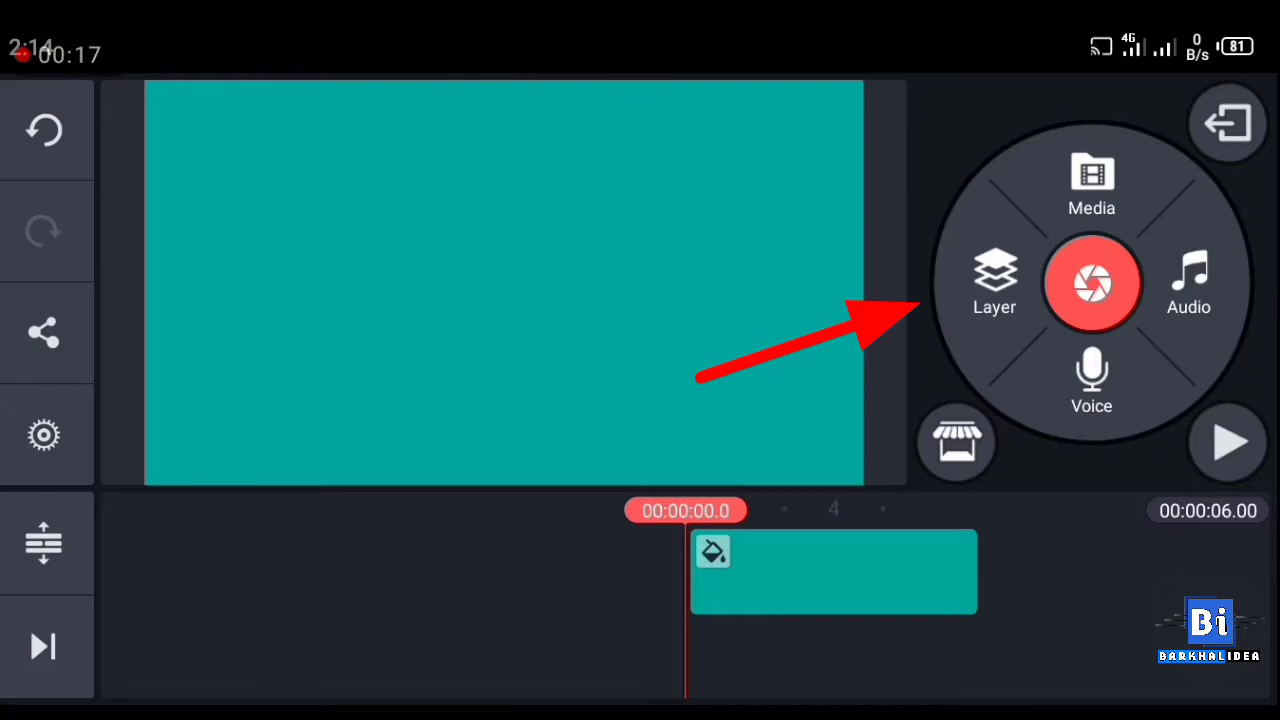 2:14
00:17
4G
0
B/s
81
Media
Layer
Audio
Voice
00:00:00.0
4
00:00:06.00
Bi
BARKHALIDEA